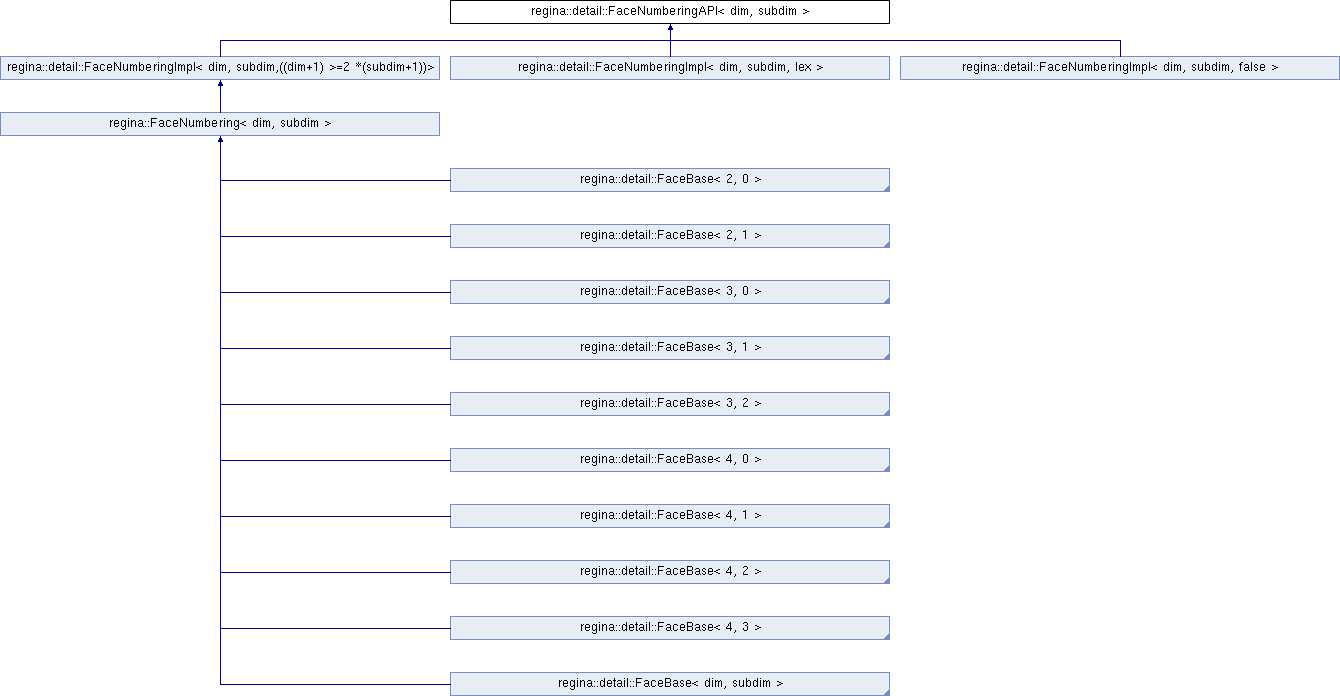 regina::detail::FaceNumberingAPI< dim, subdim >
regina::detail::FaceNumberingImpl< dim, subdim,((dim+1) >=2 *(subdim+1))>
regina::detail::FaceNumberingImpl< dim, subdim, lex >
regina::detail::FaceNumberingImpl< dim, subdim, false >
regina::FaceNumbering< dim, subdim >
regina::detail::FaceBase< 2, 0 >
regina::detail::FaceBase< 2, 1 >
regina::detail::FaceBase< 3, 0 >
regina::detail::FaceBase< 3, 1 >
regina::detail::FaceBase< 3, 2 >
regina::detail::FaceBase< 4, 0 >
regina::detail::FaceBase< 4, 1 >
regina::detail::FaceBase< 4, 2 >
regina::detail::FaceBase< 4, 3 >
regina::detail::FaceBase< dim, subdim >